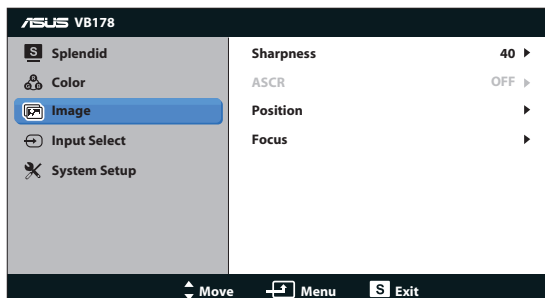 ASUS VB178
S Splendid
Color
Image
Input Select
System Setup
Sharpness 40
ASCR OFF
Position
Focus
Move Menu S Exit